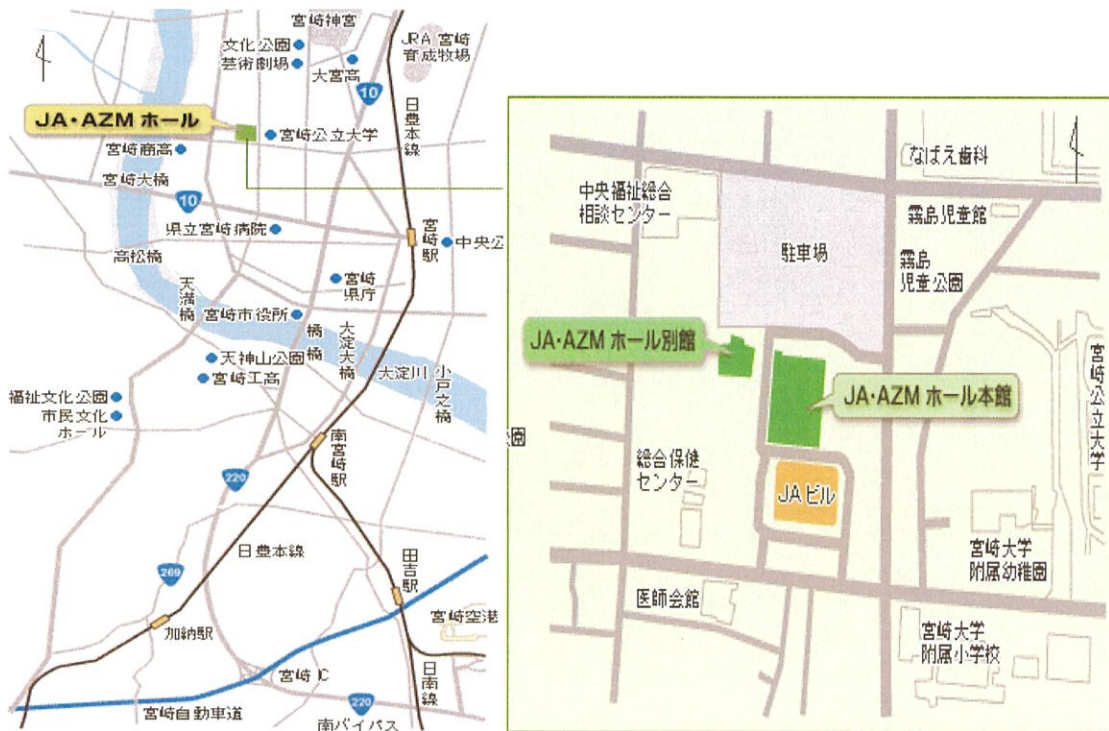 宮崎神宮
文化公園
芸術劇場
大宮高
JRA 宮崎
育成牧場
10
日豊本線
JA・AZM ホール
宮崎公立大学
宮崎商高
宮崎大橋
10
県立宮崎病院
宮崎駅
中央公
高松橋
宮崎
県庁
天満橋
宮崎市役所
橘橋
大淀大橋
天神山公園
宮崎工高
大淀川
小戸之橋
福祉文化公園
市民文化
ホール
南宮崎駅
220
日豊本線
田吉駅
269
加納駅
宮崎空港
宮崎 IC
日南線
宮崎自動車道
220
南バイパス
なばえ歯科
中央福祉総合
相談センター
霧島児童館
駐車場
霧島
児童公園
JA・AZM ホール別館
JA・AZM ホール本館
宮崎公立大学
園
総合保健
センター
JA ビル
宮崎大学
附属幼稚園
医師会館
宮崎大学
附属小学校